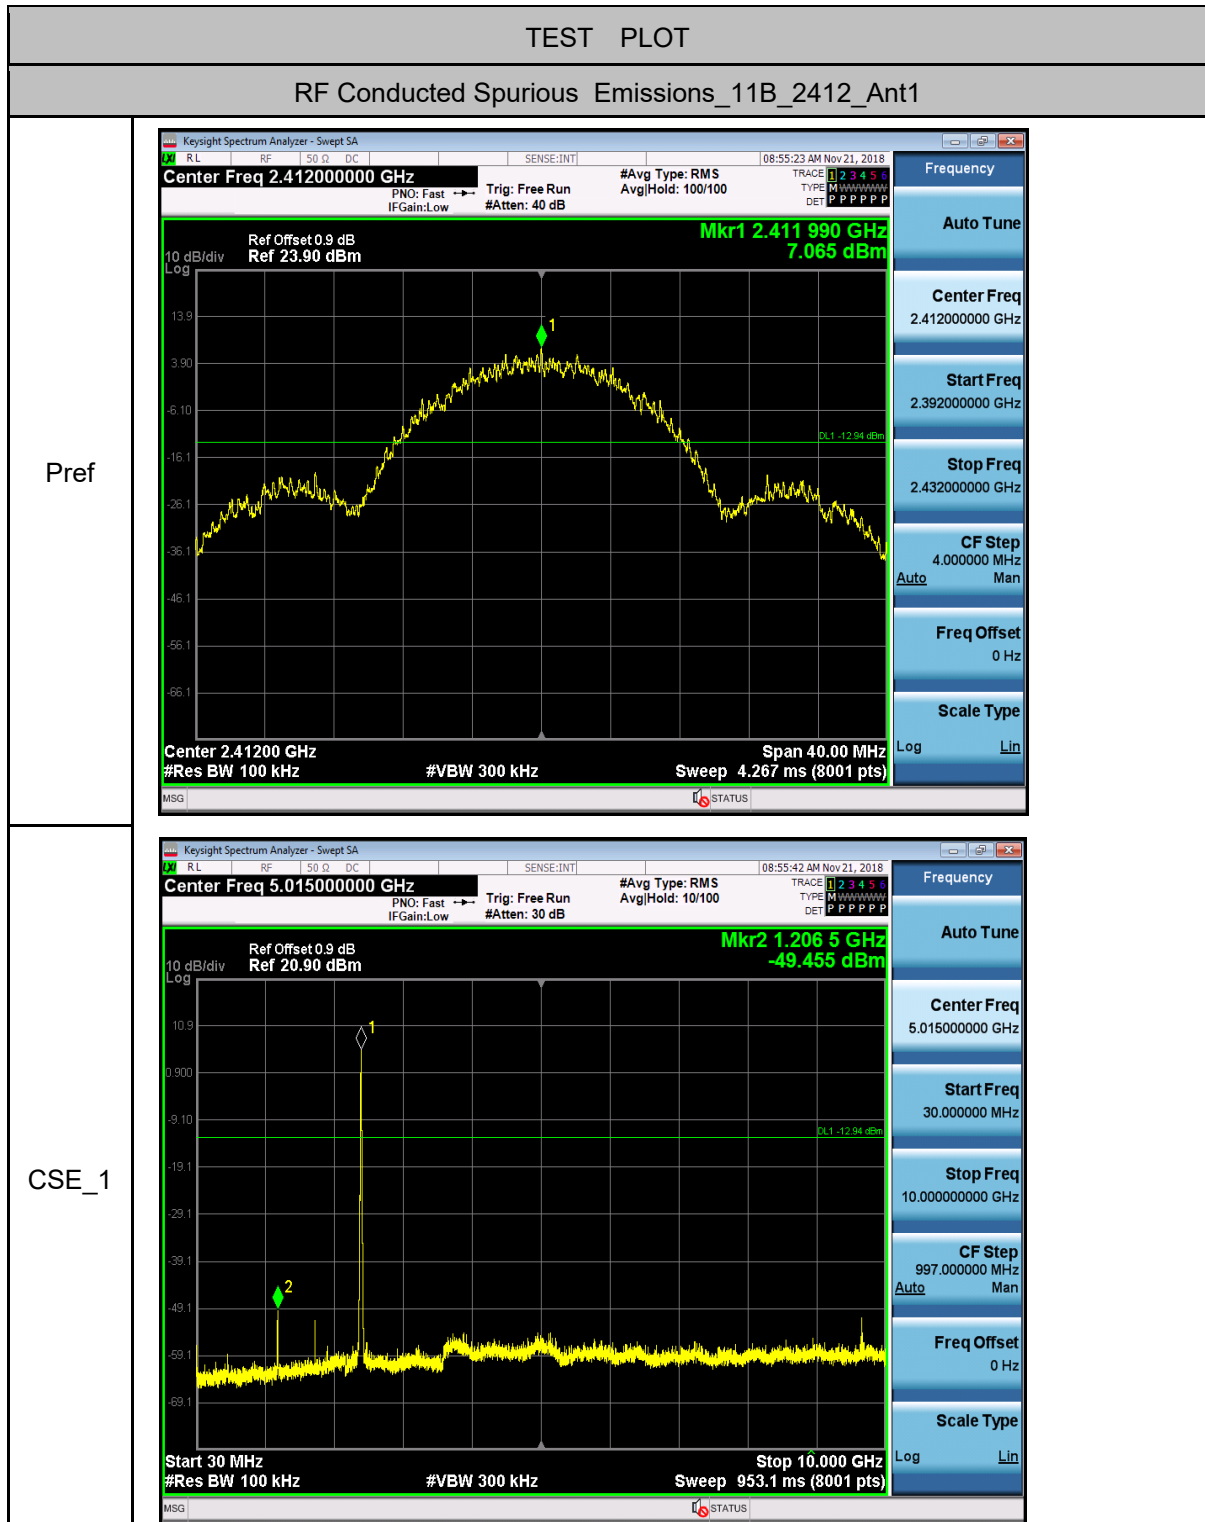 TEST PLOT
RF Conducted Spurious Emissions_11B_2412_Ant1
Pref
Keysight Spectrum Analyzer - Swept SA
LXI RL RF 50 Ω DC SENSE:INT 08:55:23 AM Nov 21, 2018
Center Freq 2.412000000 GHz
PNO: Fast
IFGain:Low
Trig: Free Run
#Atten: 40 dB
#Avg Type: RMS
Avg|Hold: 100/100
TRACE 1 2 3 4 5 6
TYPE M WWWWW
DET P P P P P P
Mkr1 2.411 990 GHz
7.065 dBm
Ref Offset 0.9 dB
10 dB/div Ref 23.90 dBm
Log
13.9
3.90
-6.10
-16.1
-26.1
-36.1
-46.1
-56.1
-66.1
1
DL1 -12.94 dBm
Center 2.41200 GHz Span 40.00 MHz
#Res BW 100 kHz #VBW 300 kHz Sweep 4.267 ms (8001 pts)
MSG STATUS
Frequency
Auto Tune
Center Freq
2.412000000 GHz
Start Freq
2.392000000 GHz
Stop Freq
2.432000000 GHz
CF Step
4.000000 MHz
Auto Man
Freq Offset
0 Hz
Scale Type
Log Lin
CSE_1
Keysight Spectrum Analyzer - Swept SA
LXI RL RF 50 Ω DC SENSE:INT 08:55:42 AM Nov 21, 2018
Center Freq 5.015000000 GHz
PNO: Fast
IFGain:Low
Trig: Free Run
#Atten: 30 dB
#Avg Type: RMS
Avg|Hold: 10/100
TRACE 1 2 3 4 5 6
TYPE M WWWWW
DET P P P P P P
Mkr2 1.206 5 GHz
-49.455 dBm
Ref Offset 0.9 dB
10 dB/div Ref 20.90 dBm
Log
10.9
0.900
-9.10
-19.1
-29.1
-39.1
-49.1
-59.1
-69.1
1
2
DL1 -12.94 dBm
Start 30 MHz Stop 10.000 GHz
#Res BW 100 kHz #VBW 300 kHz Sweep 953.1 ms (8001 pts)
MSG STATUS
Frequency
Auto Tune
Center Freq
5.015000000 GHz
Start Freq
30.000000 MHz
Stop Freq
10.000000000 GHz
CF Step
997.000000 MHz
Auto Man
Freq Offset
0 Hz
Scale Type
Log Lin